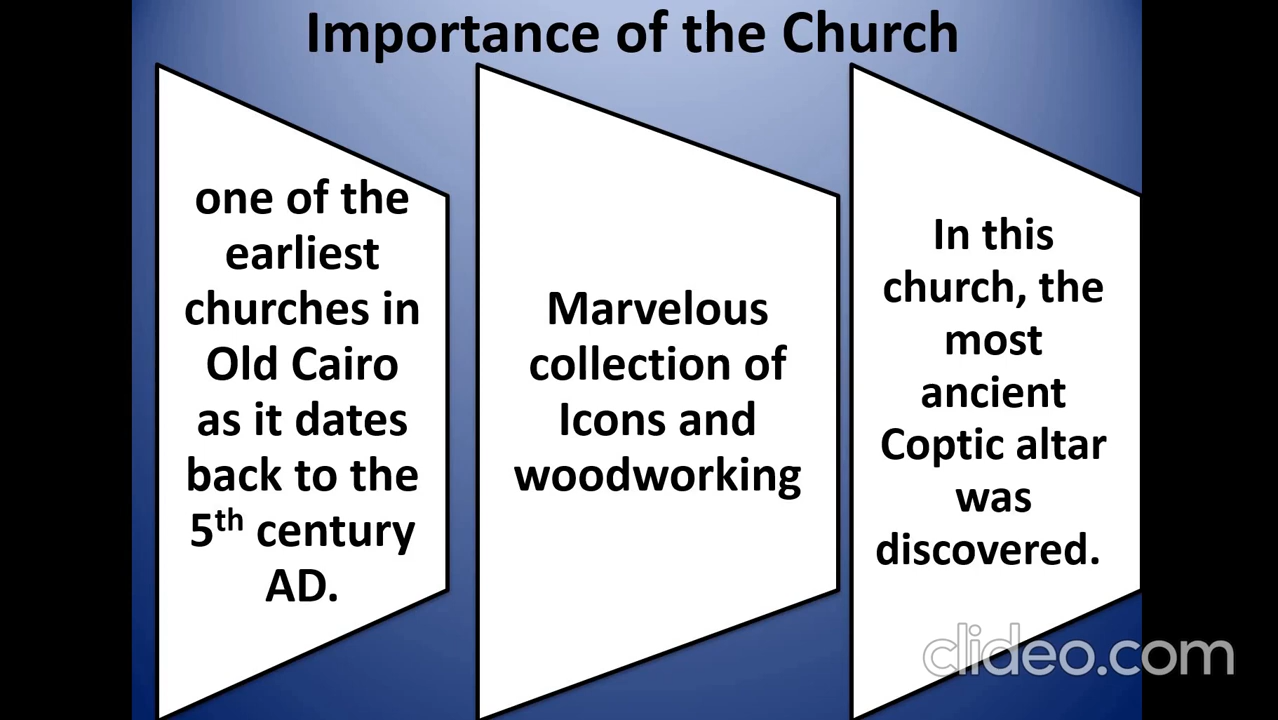 Importance of the Church
one of the
earliest
churches in
Old Cairo
as it dates
back to the
5th century
AD.
Marvelous
collection of
Icons and
woodworking
In this
church, the
most
ancient
Coptic altar
was
discovered.
clideo.com